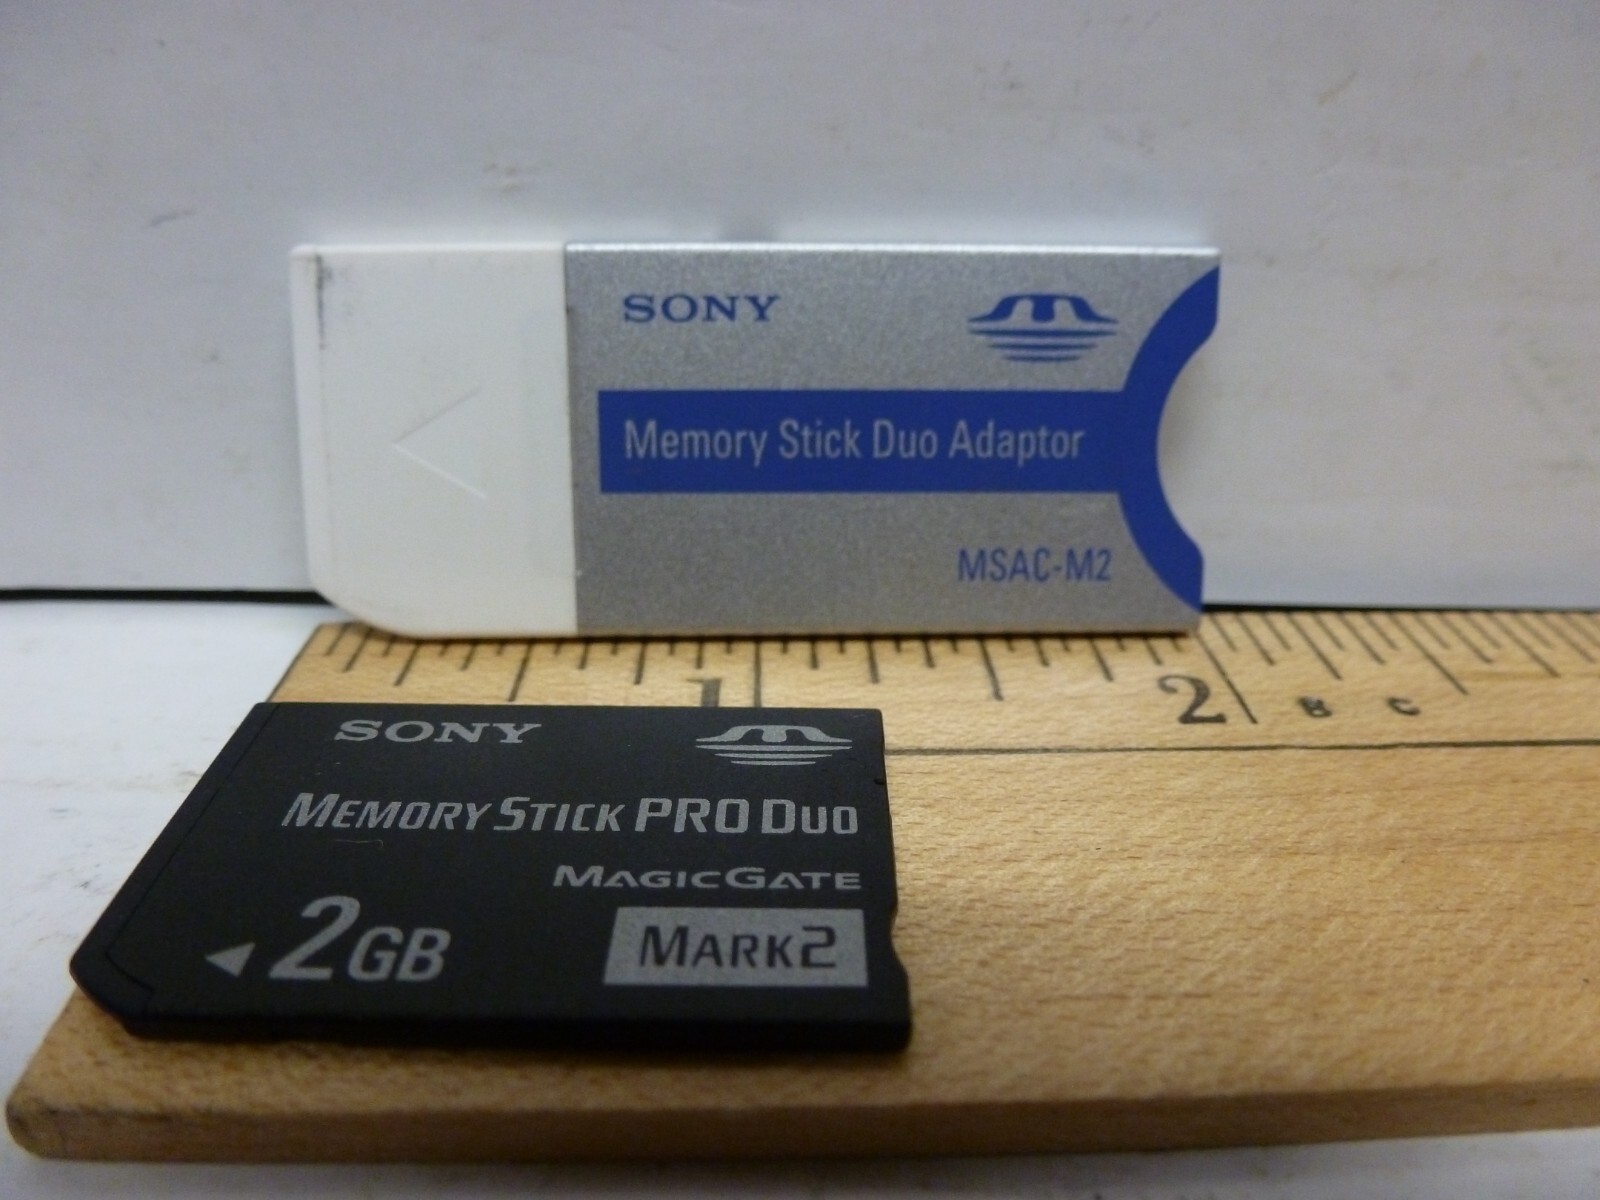 SONY
Memory Stick Duo Adaptor
MSAC-M2
1
2
B C
SONY
MEMORY STICK PRO DUO
MAGICGATE
2GB
MARK2